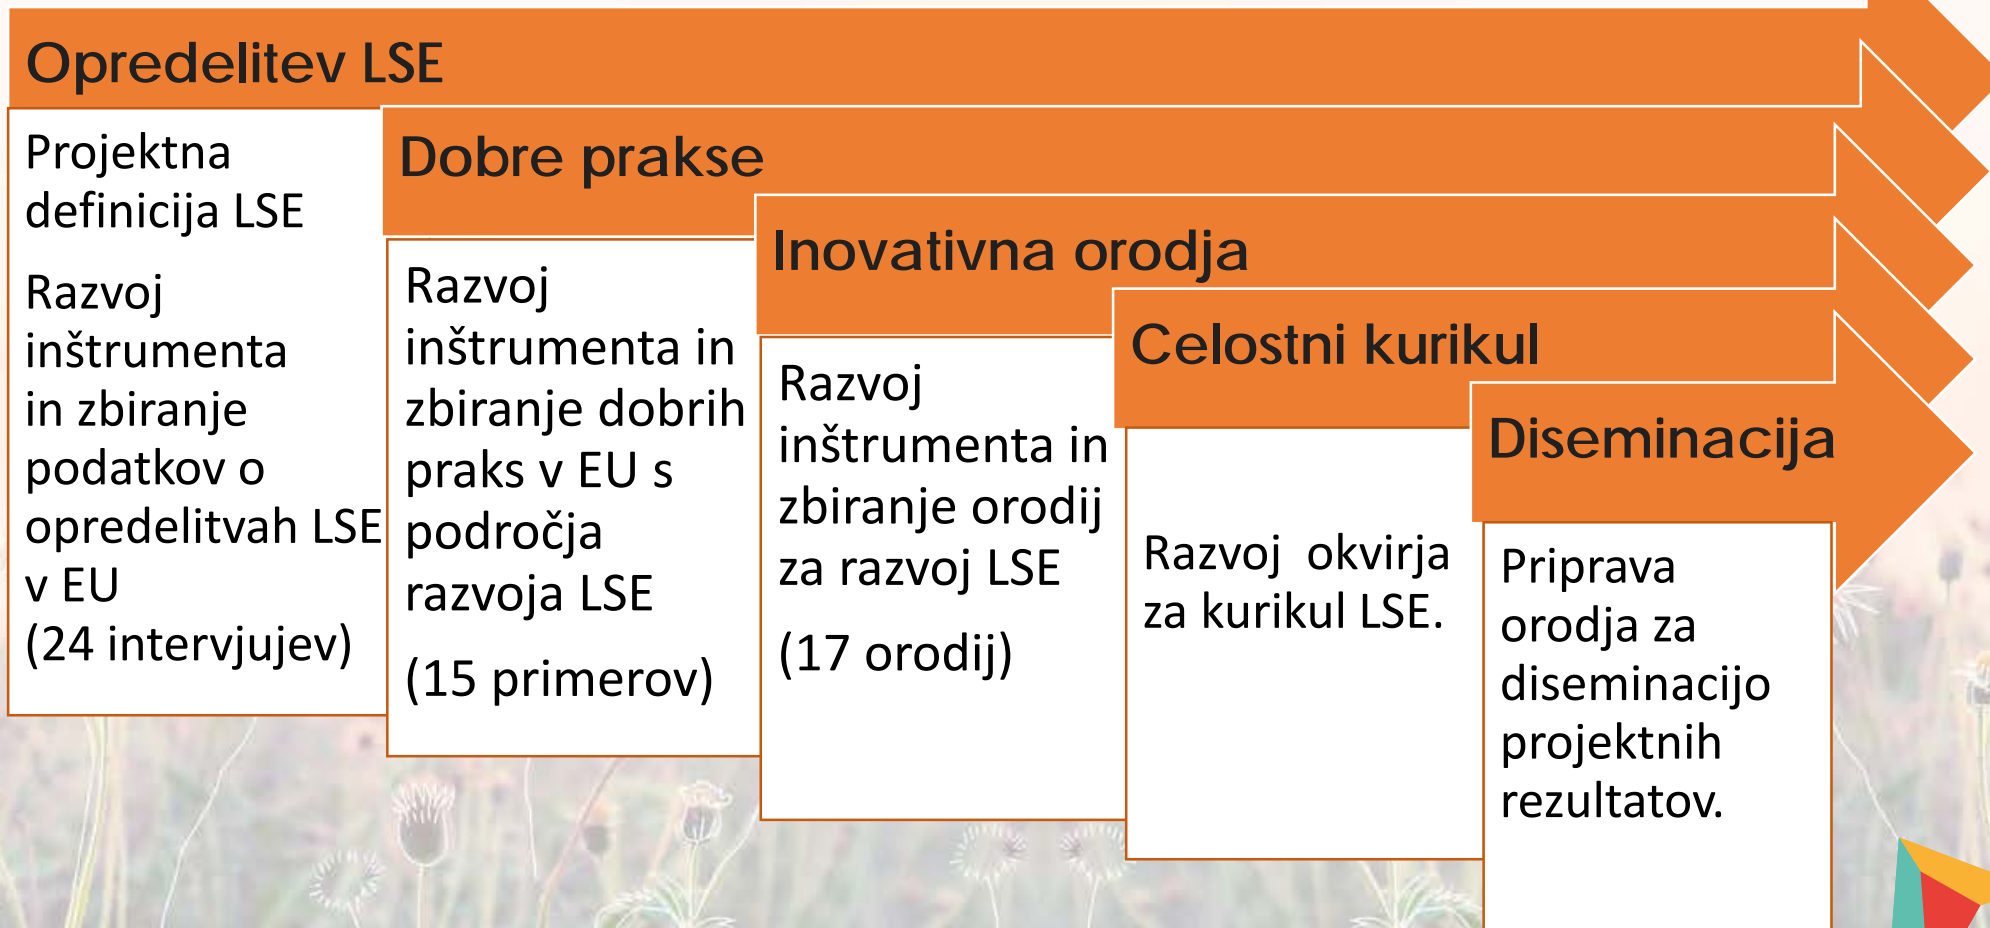 Opredelitev LSE
Projektna
definicija LSE
Razvoj
inštrumenta
in zbiranje
podatkov o
opredelitvah LSE
v EU
(24 intervjujev)
Dobre prakse
Razvoj
inštrumenta in
zbiranje dobrih
praks v EU s
področja
razvoja LSE
(15 primerov)
Inovativna orodja
Razvoj
inštrumenta in
zbiranje orodij
za razvoj LSE
(17 orodij)
Celostni kurikul
Razvoj okvirja
za kurikul LSE.
Diseminacija
Priprava
orodja za
diseminacijo
projektnih
rezultatov.